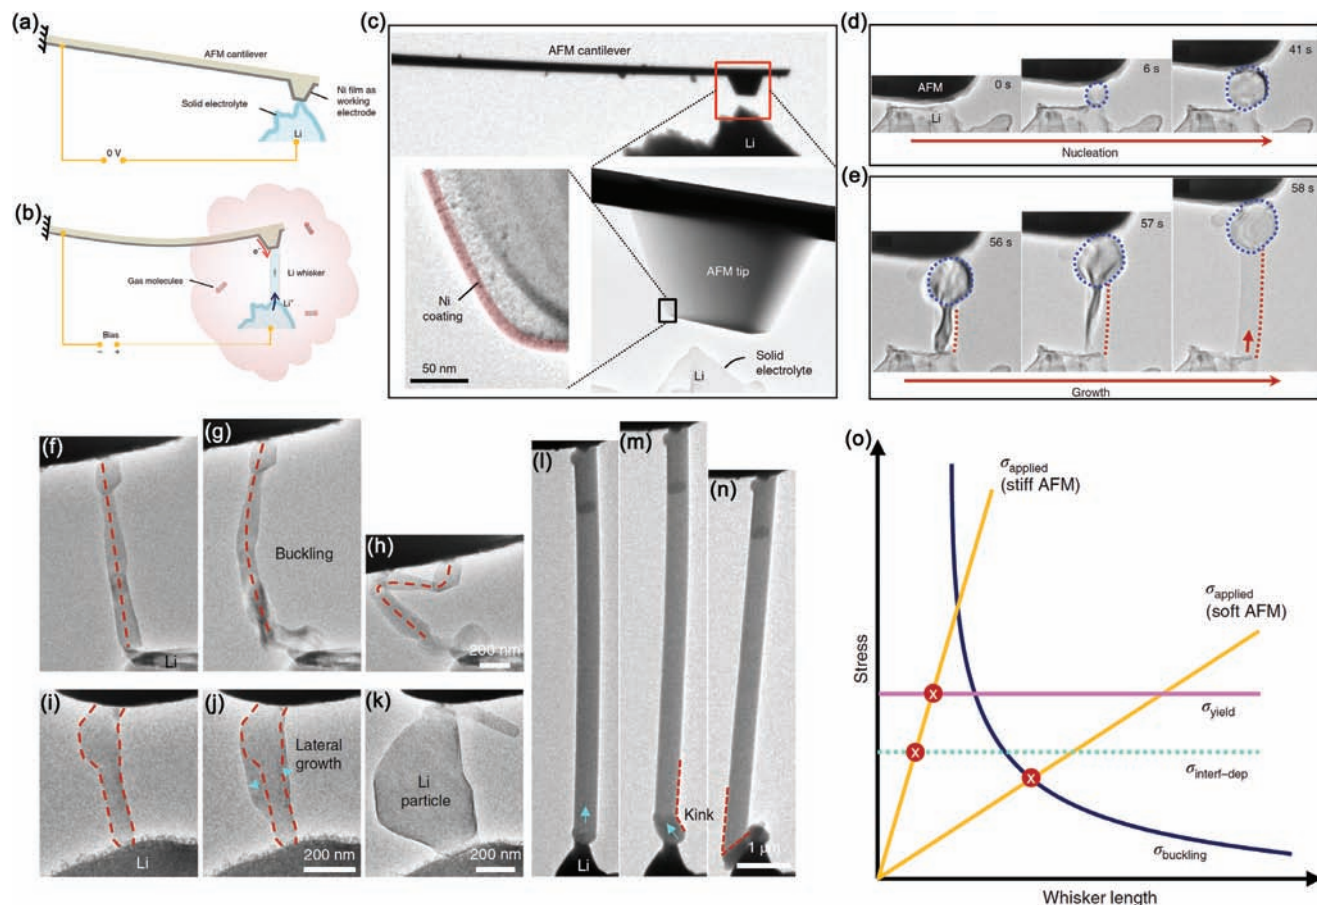 (a)
AFM cantilever
Solid electrolyte
Ni film as
working
electrode
Li
0 V
(b)
e⁻
Li whisker
Gas molecules
Li⁺
Bias
− +
(c)
AFM cantilever
Li
Ni
coating
50 nm
AFM tip
Solid
electrolyte
Li
(d)
0 s
6 s
41 s
AFM
Li
Nucleation
(e)
56 s
57 s
58 s
Growth
(f)
Li
(g)
Buckling
(h)
200 nm
(i)
Li
(j)
Lateral
growth
200 nm
(k)
Li
particle
200 nm
(l)
Li
(m)
Kink
(n)
1 μm
(o)
σapplied
(stiff AFM)
σapplied
(soft AFM)
Stress
σyield
σinterf–dep
σbuckling
x
x
x
Whisker length